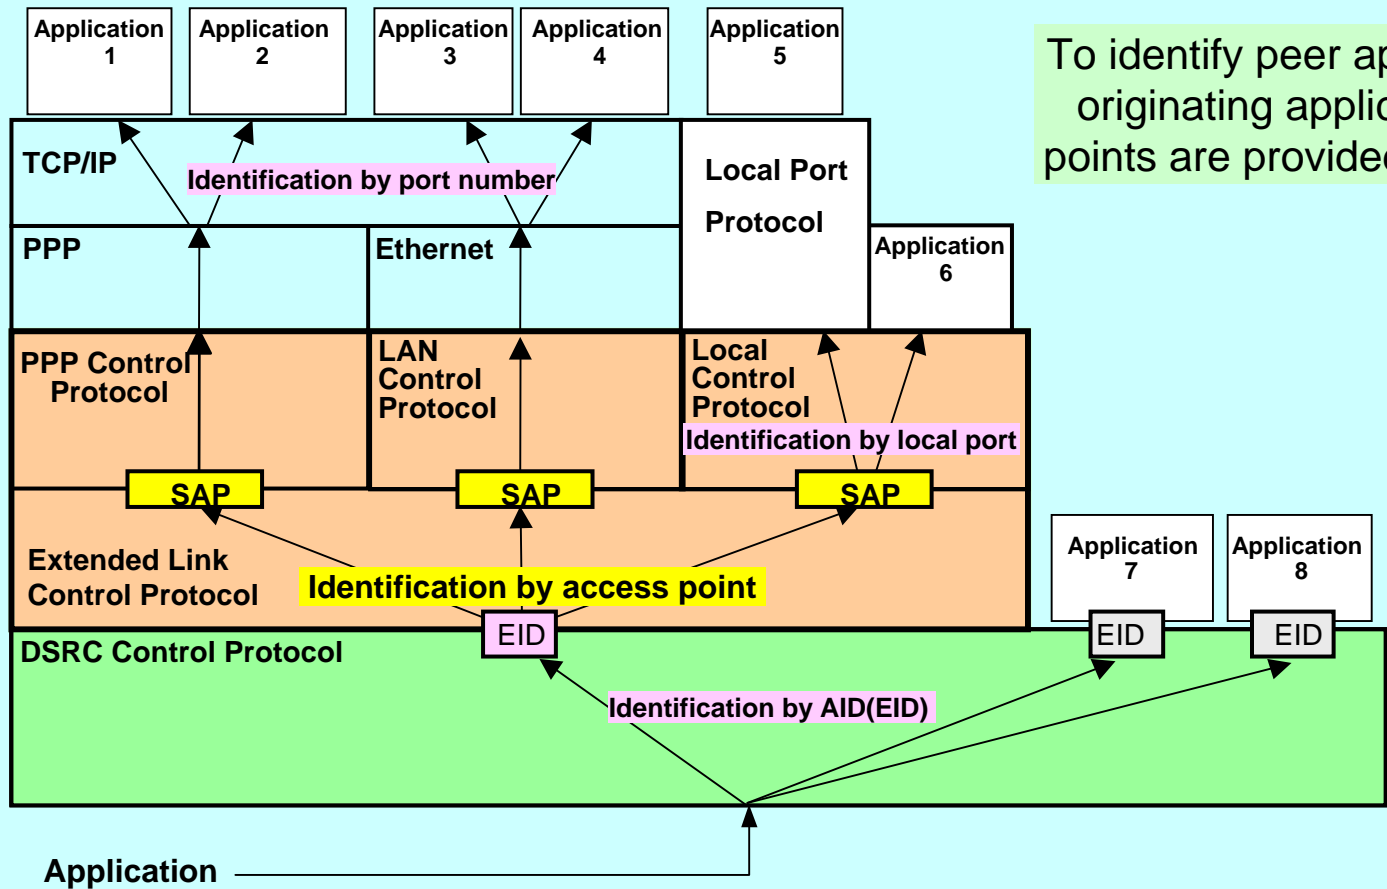 Application
1
Application
2
Application
3
Application
4
Application
5
To identify peer ap
originating applic
points are provided
TCP/IP
Identification by port number
Local Port
Protocol
PPP
Ethernet
Application
6
PPP Control
Protocol
LAN
Control
Protocol
Local
Control
Protocol
Identification by local port
SAP
SAP
SAP
Extended Link
Control Protocol
Identification by access point
Application
7
Application
8
EID
EID
EID
DSRC Control Protocol
Identification by AID(EID)
Application